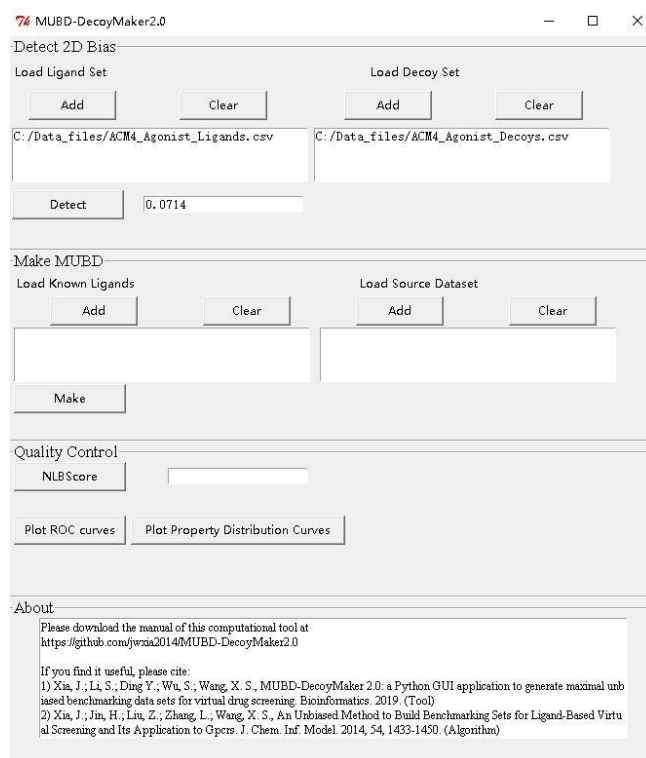 MUBD-DecoyMaker2.0
Detect 2D Bias
Load Ligand Set Load Decoy Set
Add Clear Add Clear
C:/Data_files/ACM4_Agonist_Ligands.csv C:/Data_files/ACM4_Agonist_Decoys.csv
Detect 0.0714
Make MUBD
Load Known Ligands Load Source Dataset
Add Clear Add Clear
Make
Quality Control
NLBScore
Plot ROC curves Plot Property Distribution Curves
About
Please download the manual of this computational tool at
https://github.com/jwxia2014/MUBD-DecoyMaker2.0
If you find it useful, please cite:
1) Xia, J.; Li, S.; Ding Y.; Wu, S.; Wang, X. S., MUBD-DecoyMaker 2.0: a Python GUI application to generate maximal unb
iased benchmarking data sets for virtual drug screening. Bioinformatics. 2019. (Tool)
2) Xia, J.; Jin, H.; Liu, Z.; Zhang, L.; Wang, X. S., An Unbiased Method to Build Benchmarking Sets for Ligand-Based Virtu
al Screening and Its Application to Gpcrs. J. Chem. Inf. Model. 2014, 54, 1433-1450. (Algorithm)